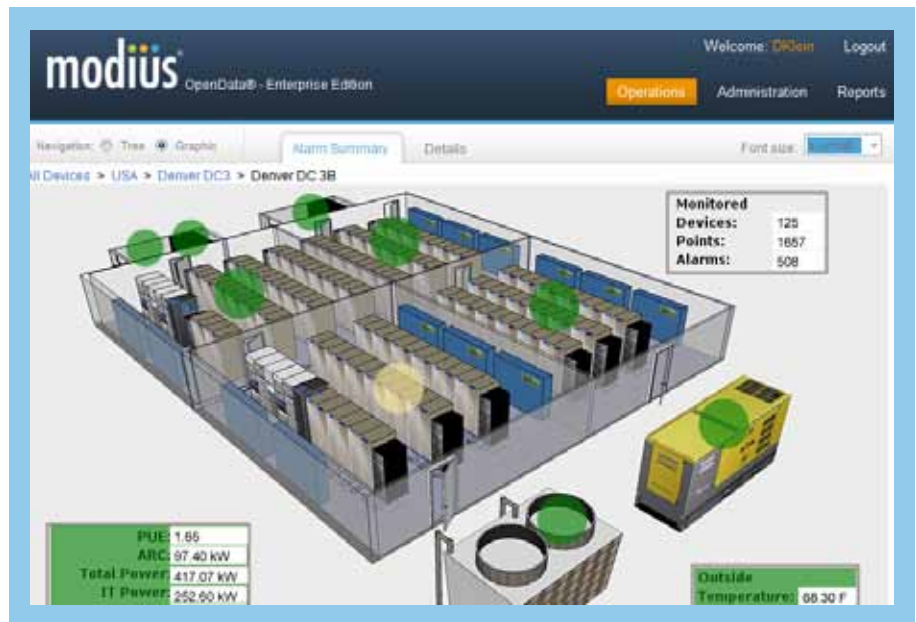 Welcome: DKlein Logout
modius OpenData® - Enterprise Edition
Operations Administration Reports
Navigation: Tree Graphic Alarm Summary Details Font size:
All Devices > USA > Denver DC3 > Denver DC 3B
Monitored
Devices: 125
Points: 1657
Alarms: 508
PUE: 1.65
ARC: 97.40 kW
Total Power: 417.07 kW
IT Power: 252.60 kW
Outside
Temperature: 68.30 F